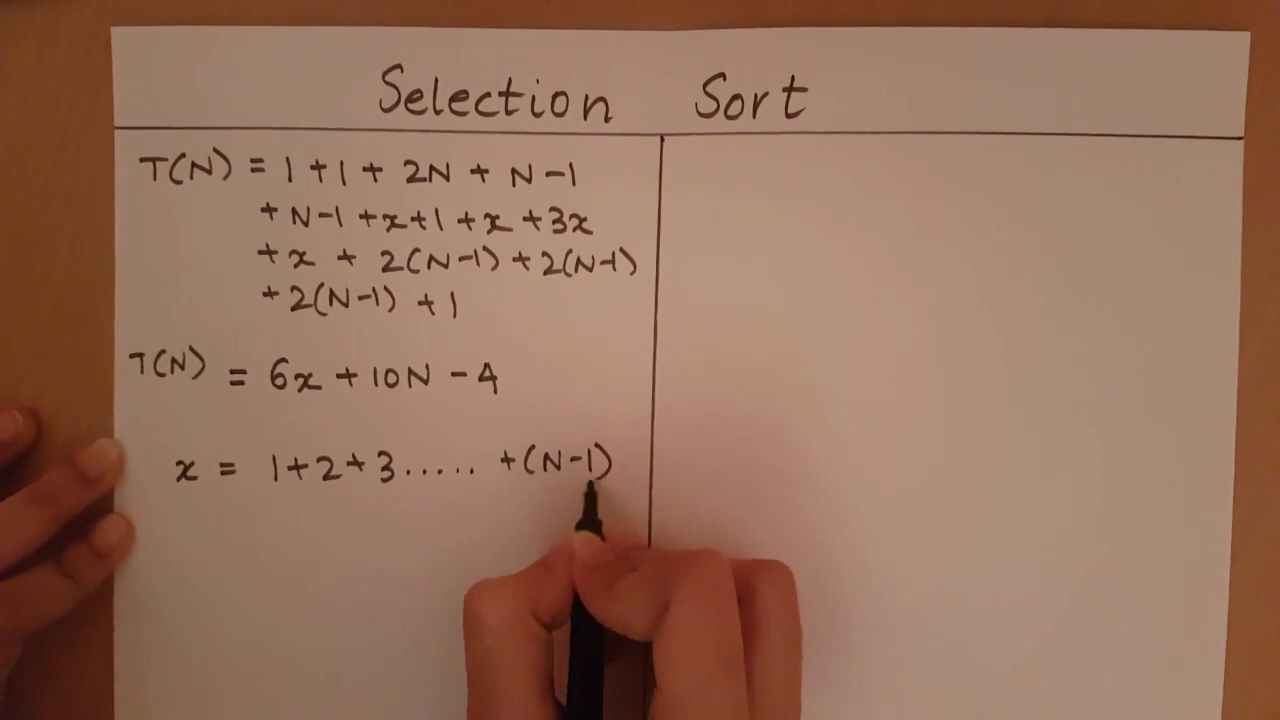 Selection Sort
T(N) = 1 + 1 + 2N + N - 1
+ N - 1 + x + 1 + x + 3x
+ x + 2(N-1) + 2(N-1)
+ 2(N-1) + 1
T(N) = 6x + 10N - 4
x = 1+2+3..... +(N-1)